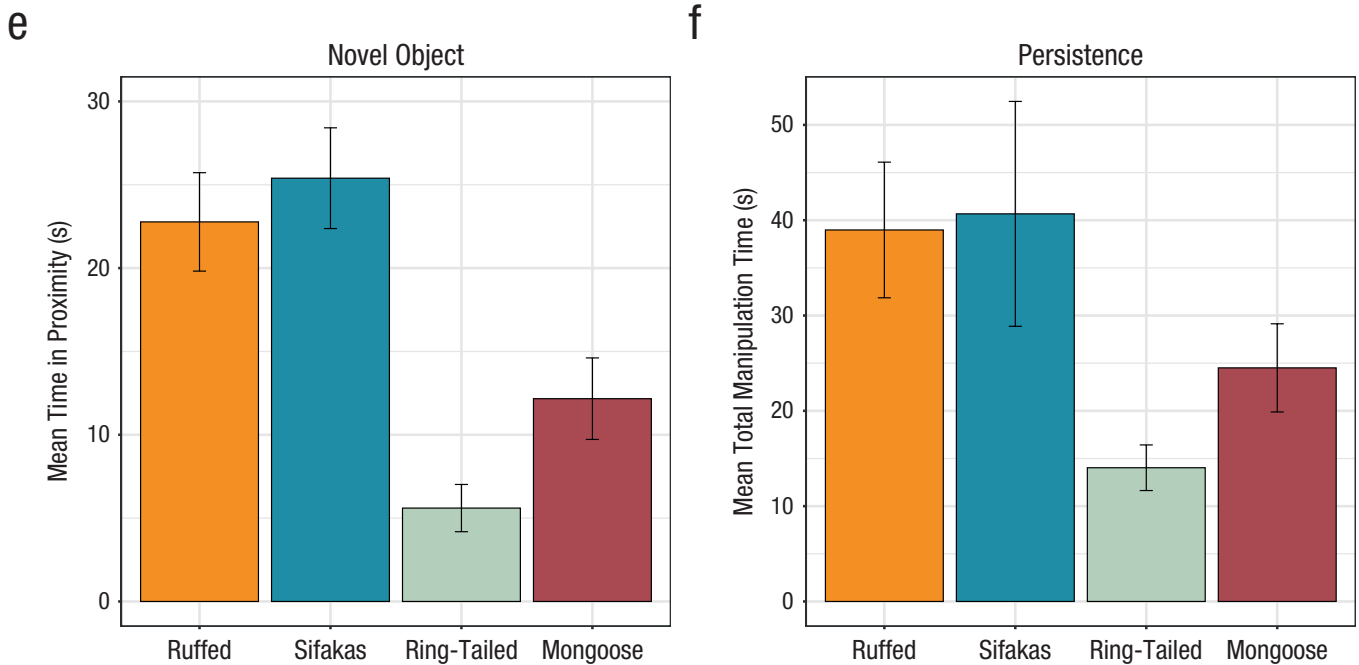 e
Novel Object
Mean Time in Proximity (s)
30
20
10
0
Ruffed Sifakas Ring-Tailed Mongoose
f
Persistence
Mean Total Manipulation Time (s)
50
40
30
20
10
0
Ruffed Sifakas Ring-Tailed Mongoose